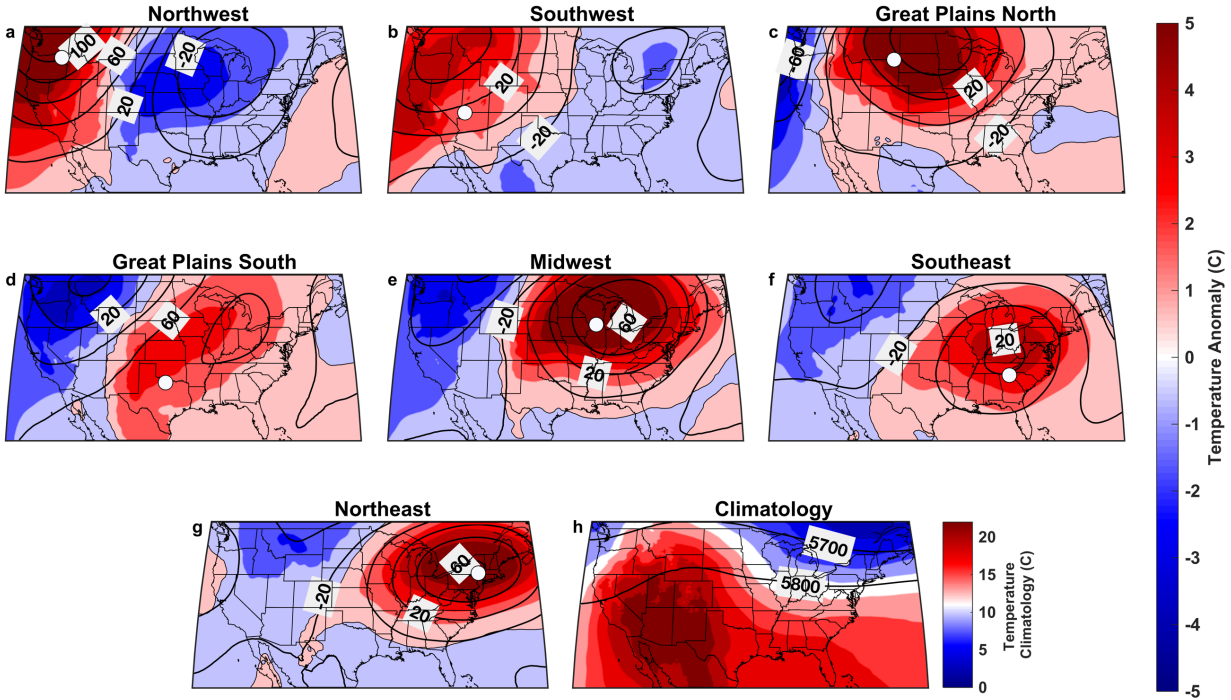 Northwest
Southwest
Great Plains North
a
100
60
-20
20
b
20
-20
c
-60
20
-20
Great Plains South
Midwest
Southeast
d
20
60
e
-20
60
20
f
-20
20
Northeast
Climatology
g
60
-20
20
h
5700
5800
20
15
10
5
0
Temperature
Climatology (C)
5
4
3
2
1
0
-1
-2
-3
-4
-5
Temperature Anomaly (C)